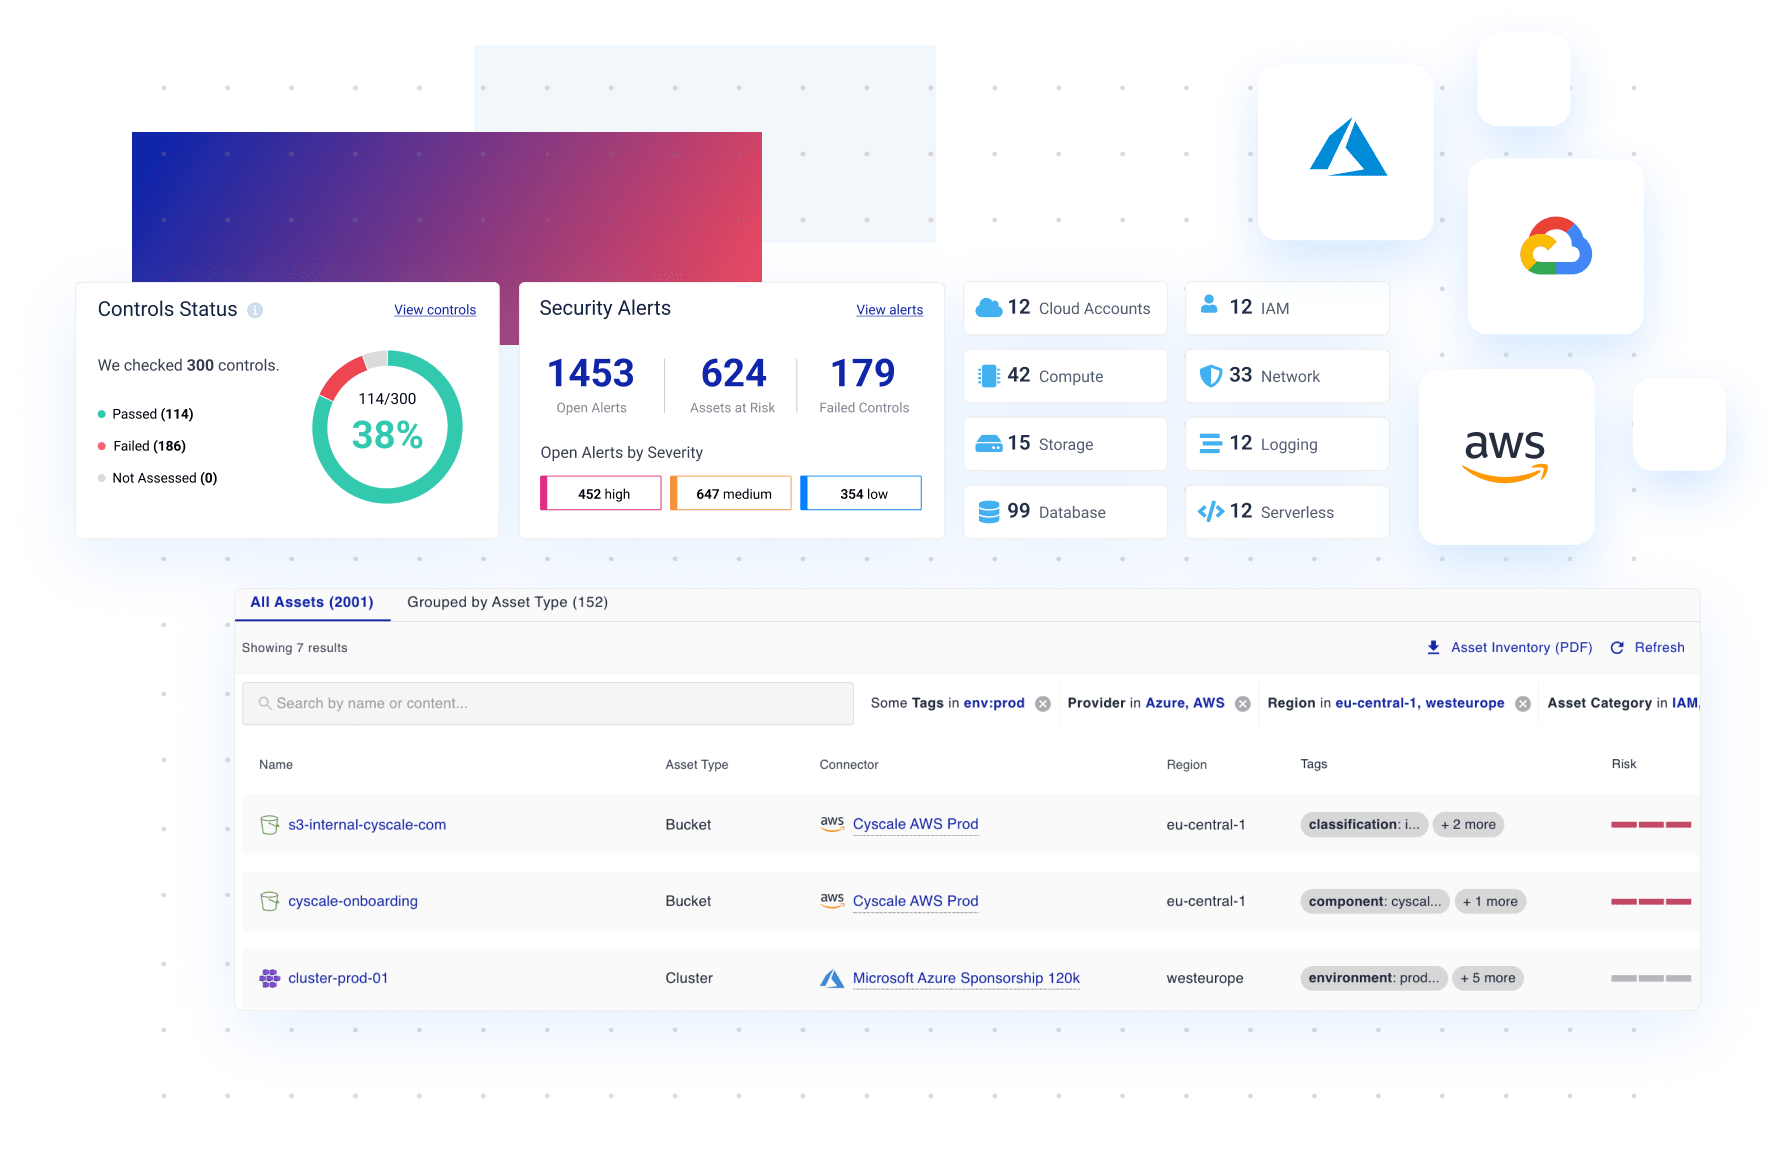 Controls Status
View controls
We checked 300 controls.
Passed (114)
Failed (186)
Not Assessed (0)
114/300
38%
Security Alerts
View alerts
1453
Open Alerts
624
Assets at Risk
179
Failed Controls
Open Alerts by Severity
452 high
647 medium
354 low
12 Cloud Accounts
12 IAM
42 Compute
33 Network
15 Storage
12 Logging
99 Database
12 Serverless
aws
All Assets (2001)
Grouped by Asset Type (152)
Showing 7 results
Asset Inventory (PDF)
Refresh
Search by name or content...
Some Tags in env:prod
Provider in Azure, AWS
Region in eu-central-1, westeurope
Asset Category in IAM,
Name
Asset Type
Connector
Region
Tags
Risk
s3-internal-cyscale-com
Bucket
aws
Cyscale AWS Prod
eu-central-1
classification: i...
+ 2 more
cyscale-onboarding
Bucket
aws
Cyscale AWS Prod
eu-central-1
component: cyscal...
+ 1 more
cluster-prod-01
Cluster
Microsoft Azure Sponsorship 120k
westeurope
environment: prod...
+ 5 more